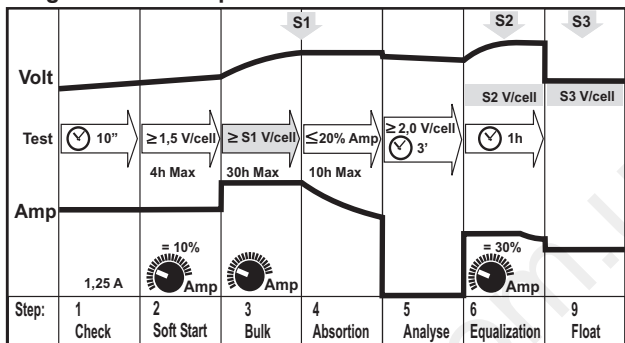 S1 S2 S3
Volt
S2 V/cell S3 V/cell
Test 10” ≥1,5 V/cell ≥ S1 V/cell ≤20% Amp ≥2,0 V/cell 3’ 1h
4h Max 30h Max 10h Max
Amp
= 10% = 30%
1,25 A Amp Amp Amp
Step: 1 2 3 4 5 6 9
Check Soft Start Bulk Absortion Analyse Equalization Float